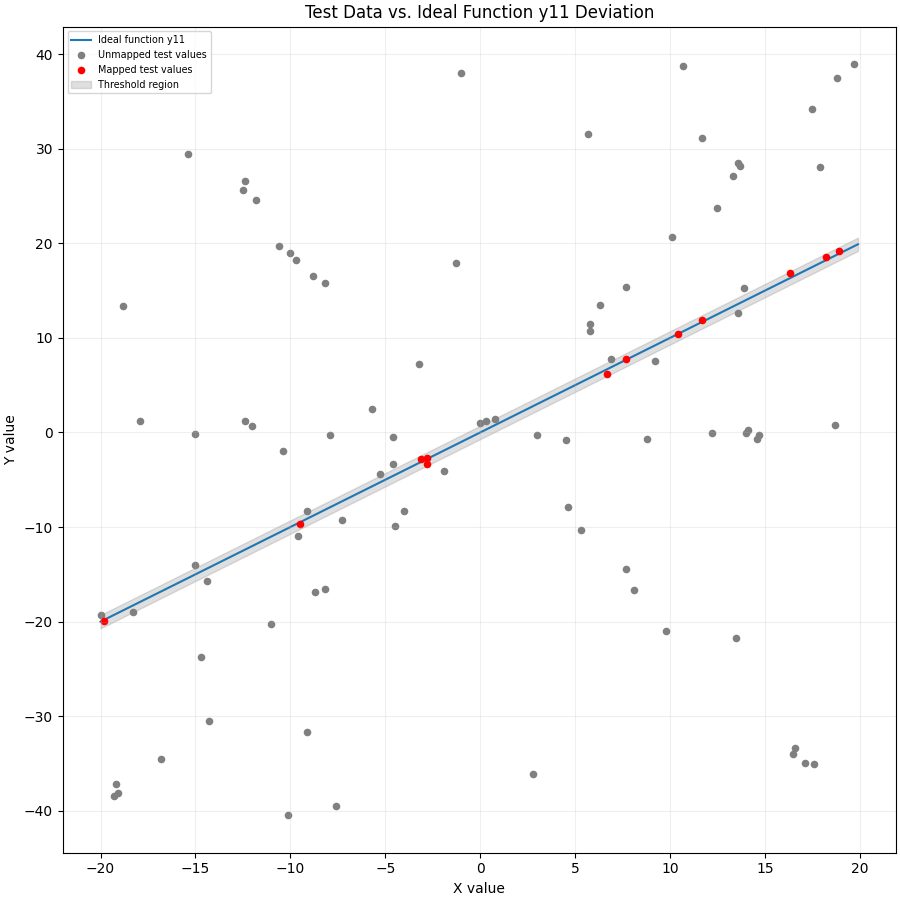 Test Data vs. Ideal Function y11 Deviation
Ideal function y11
Unmapped test values
Mapped test values
Threshold region
40
30
20
10
0
−10
−20
−30
−40
Y value
−20 −15 −10 −5 0 5 10 15 20
X value